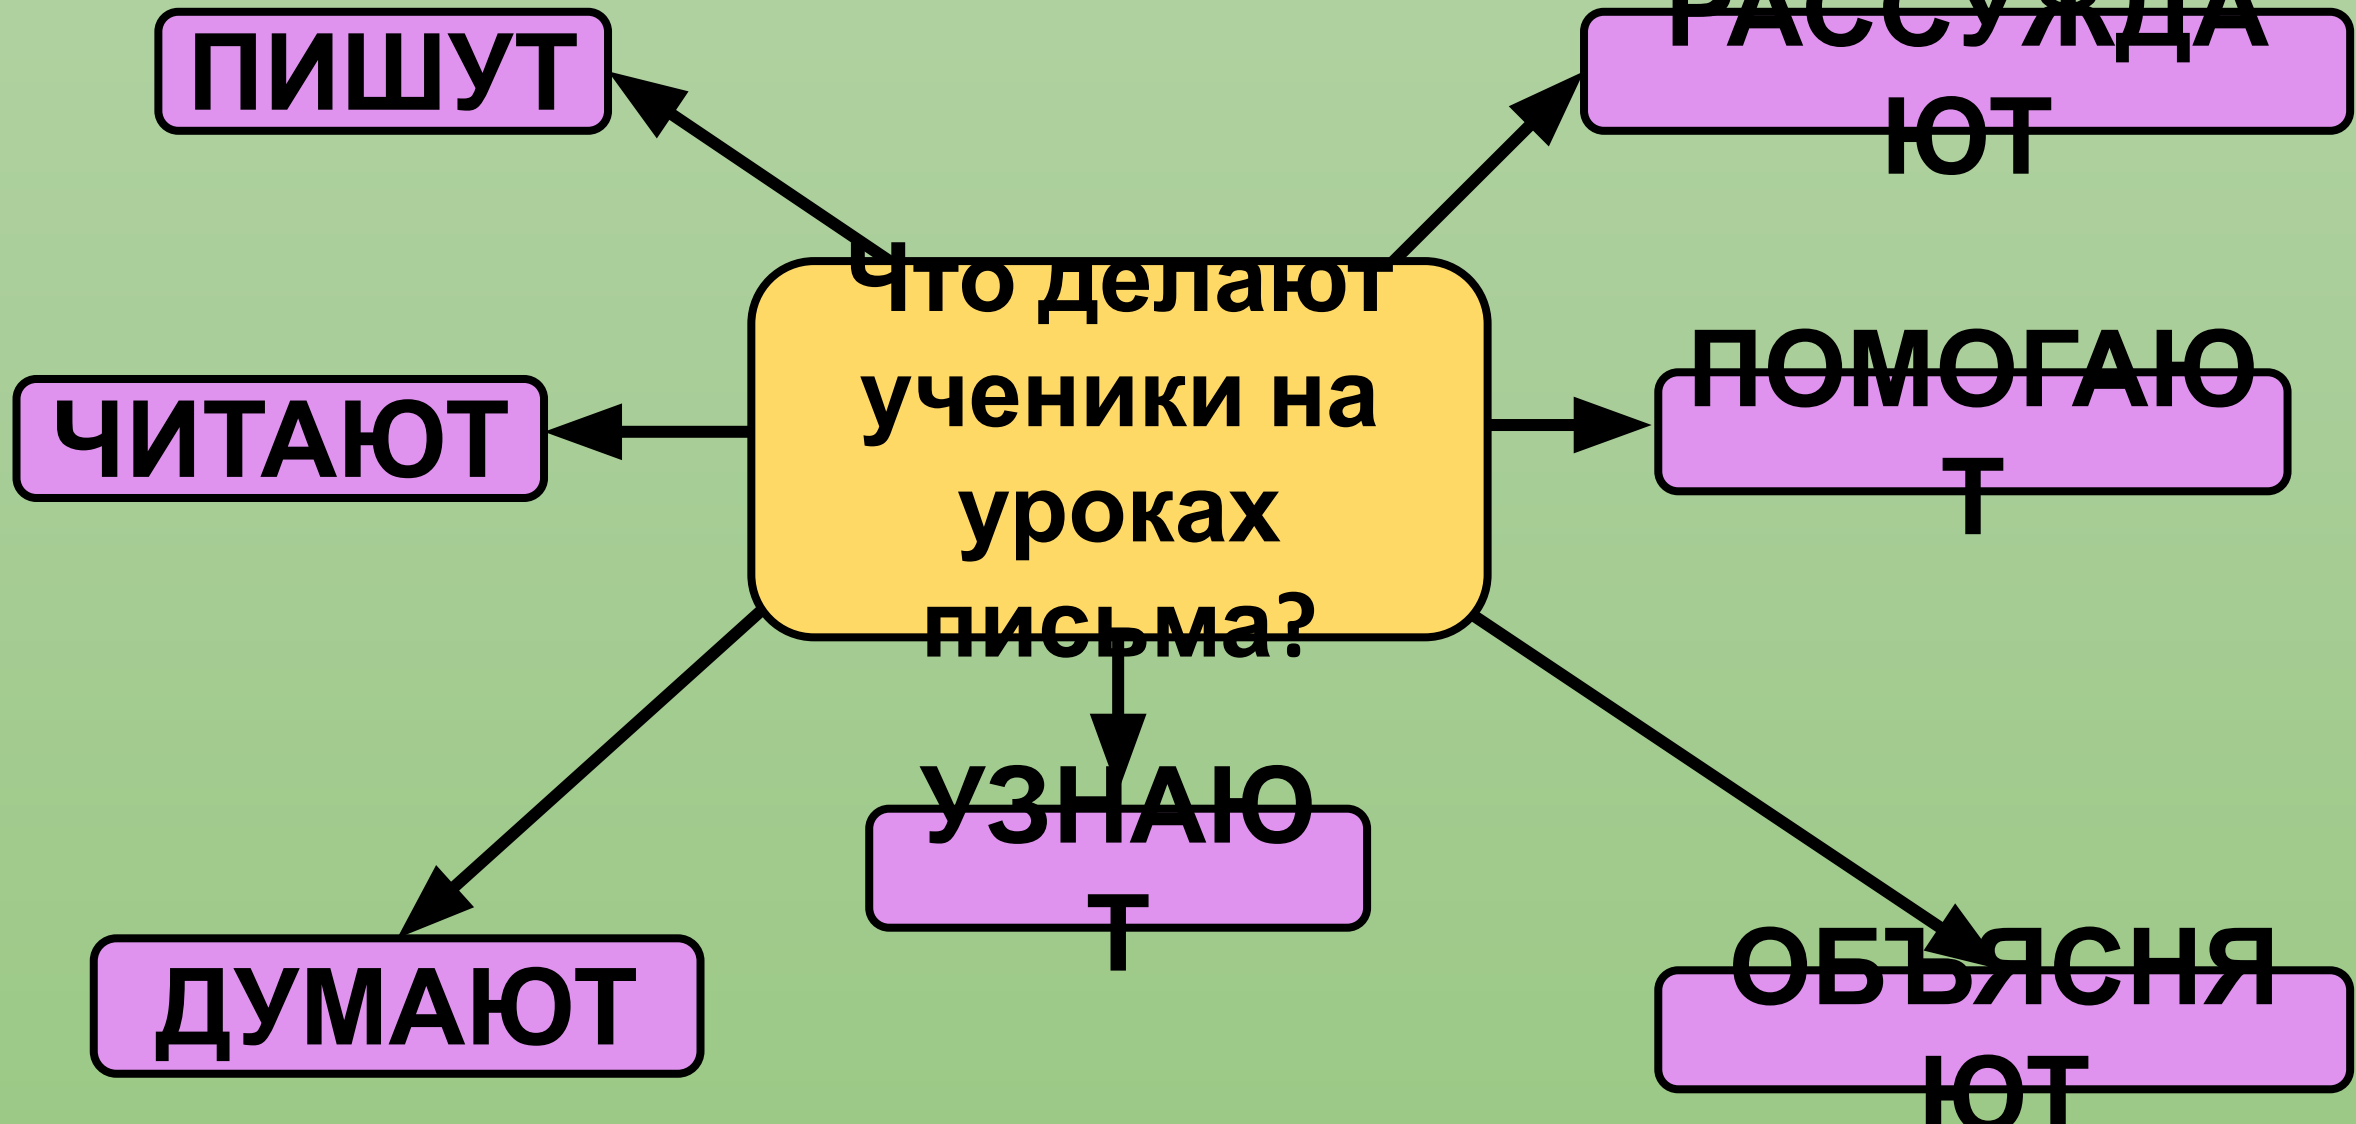 ПИШУТ
РАССУЖДА
ЮТ
Что делают
ученики на
уроках
письма?
ЧИТАЮТ
ПОМОГАЮ
Т
УЗНАЮ
Т
ДУМАЮТ
ОБЪЯСНЯ
ЮТ